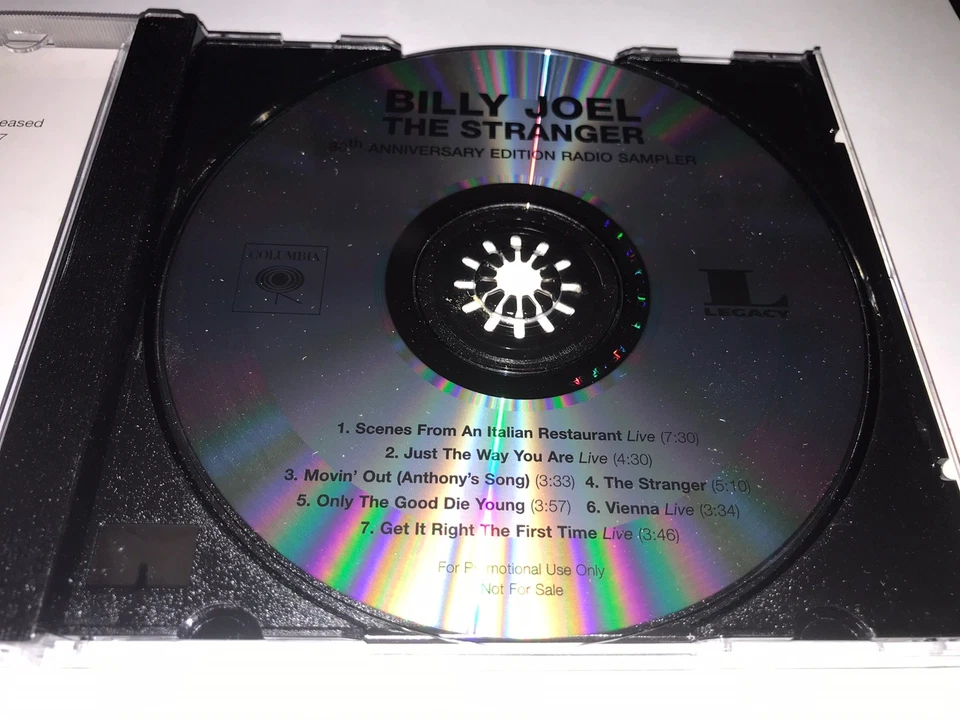 eased
7
BILLY JOEL
THE STRANGER
30th ANNIVERSARY EDITION RADIO SAMPLER
COLUMBIA
L
LEGACY
1. Scenes From An Italian Restaurant Live (7:30)
2. Just The Way You Are Live (4:30)
3. Movin' Out (Anthony's Song) (3:33) 4. The Stranger (5:10)
5. Only The Good Die Young (3:57) 6. Vienna Live (3:34)
7. Get It Right The First Time Live (3:46)
For Promotional Use Only
Not For Sale